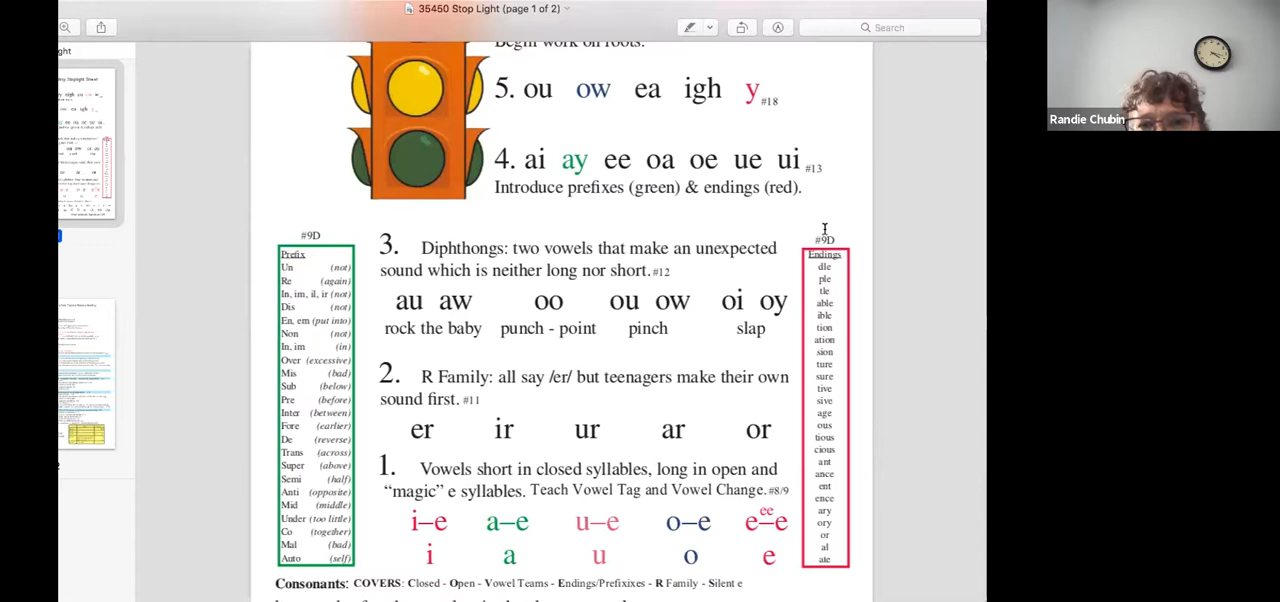 35450 Stop Light (page 1 of 2)
Search
Randie Chubin
Begin work on roots.
5. ou ow ea igh y #18
4. ai ay ee oa oe ue ui #13
Introduce prefixes (green) & endings (red).
#9D
Prefix
Un (not)
Re (again)
In, im, il, ir (not)
Dis (not)
En, em (put into)
Non (not)
In, im (in)
Over (excessive)
Mis (bad)
Sub (below)
Pre (before)
Inter (between)
Fore (earlier)
De (reverse)
Trans (across)
Super (above)
Semi (half)
Anti (opposite)
Mid (middle)
Under (too little)
Co (together)
Mal (bad)
Auto (self)
3. Diphthongs: two vowels that make an unexpected
sound which is neither long nor short. #12
au aw oo ou ow oi oy
rock the baby punch - point pinch slap
2. R Family: all say /er/ but teenagers make their own
sound first. #11
er ir ur ar or
1. Vowels short in closed syllables, long in open and
“magic” e syllables. Teach Vowel Tag and Vowel Change. #8/9
ee
i–e a–e u–e o–e e–e
i a u o e
#9D
Endings
dle
ple
tle
able
ible
tion
ation
sion
ture
sure
tive
sive
age
ous
tious
cious
ant
ance
ent
ence
ary
ory
or
al
ate
Consonants: COVERS: Closed - Open - Vowel Teams - Endings/Prefixixes - R Family - Silent e